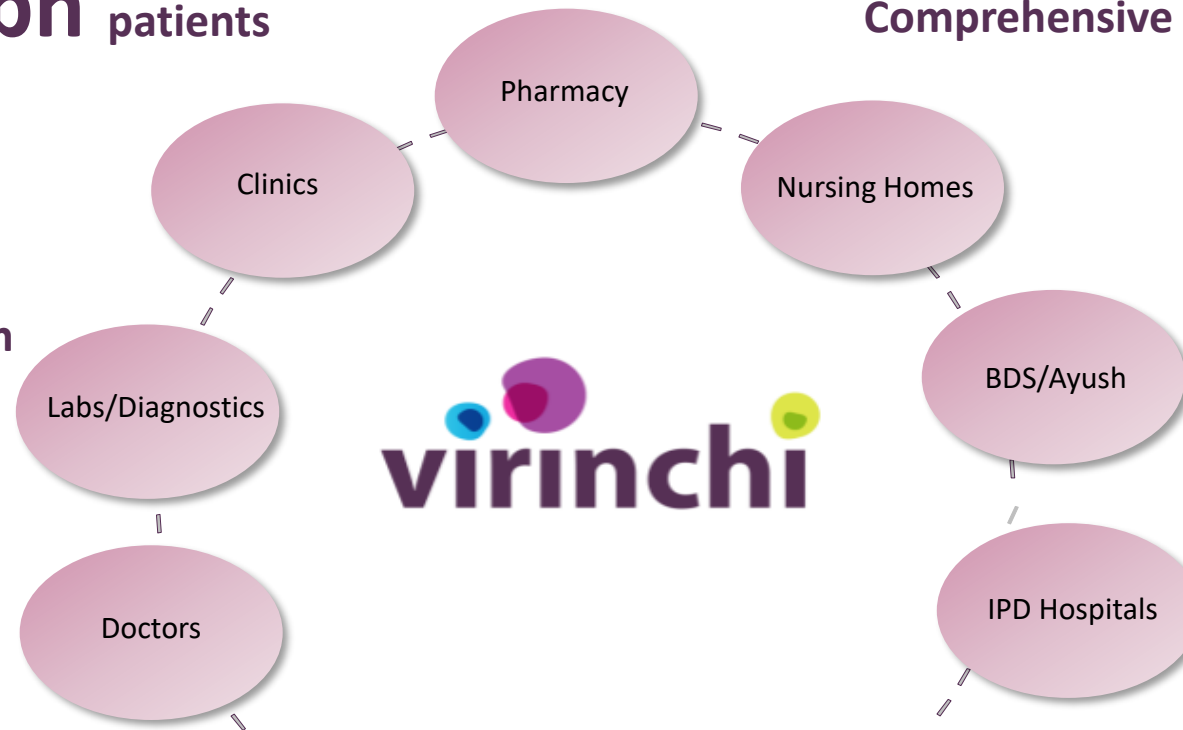 patients
Comprehensive
Pharmacy
Clinics
Nursing Homes
BDS/Ayush
Labs/Diagnostics
virinchi
Doctors
IPD Hospitals